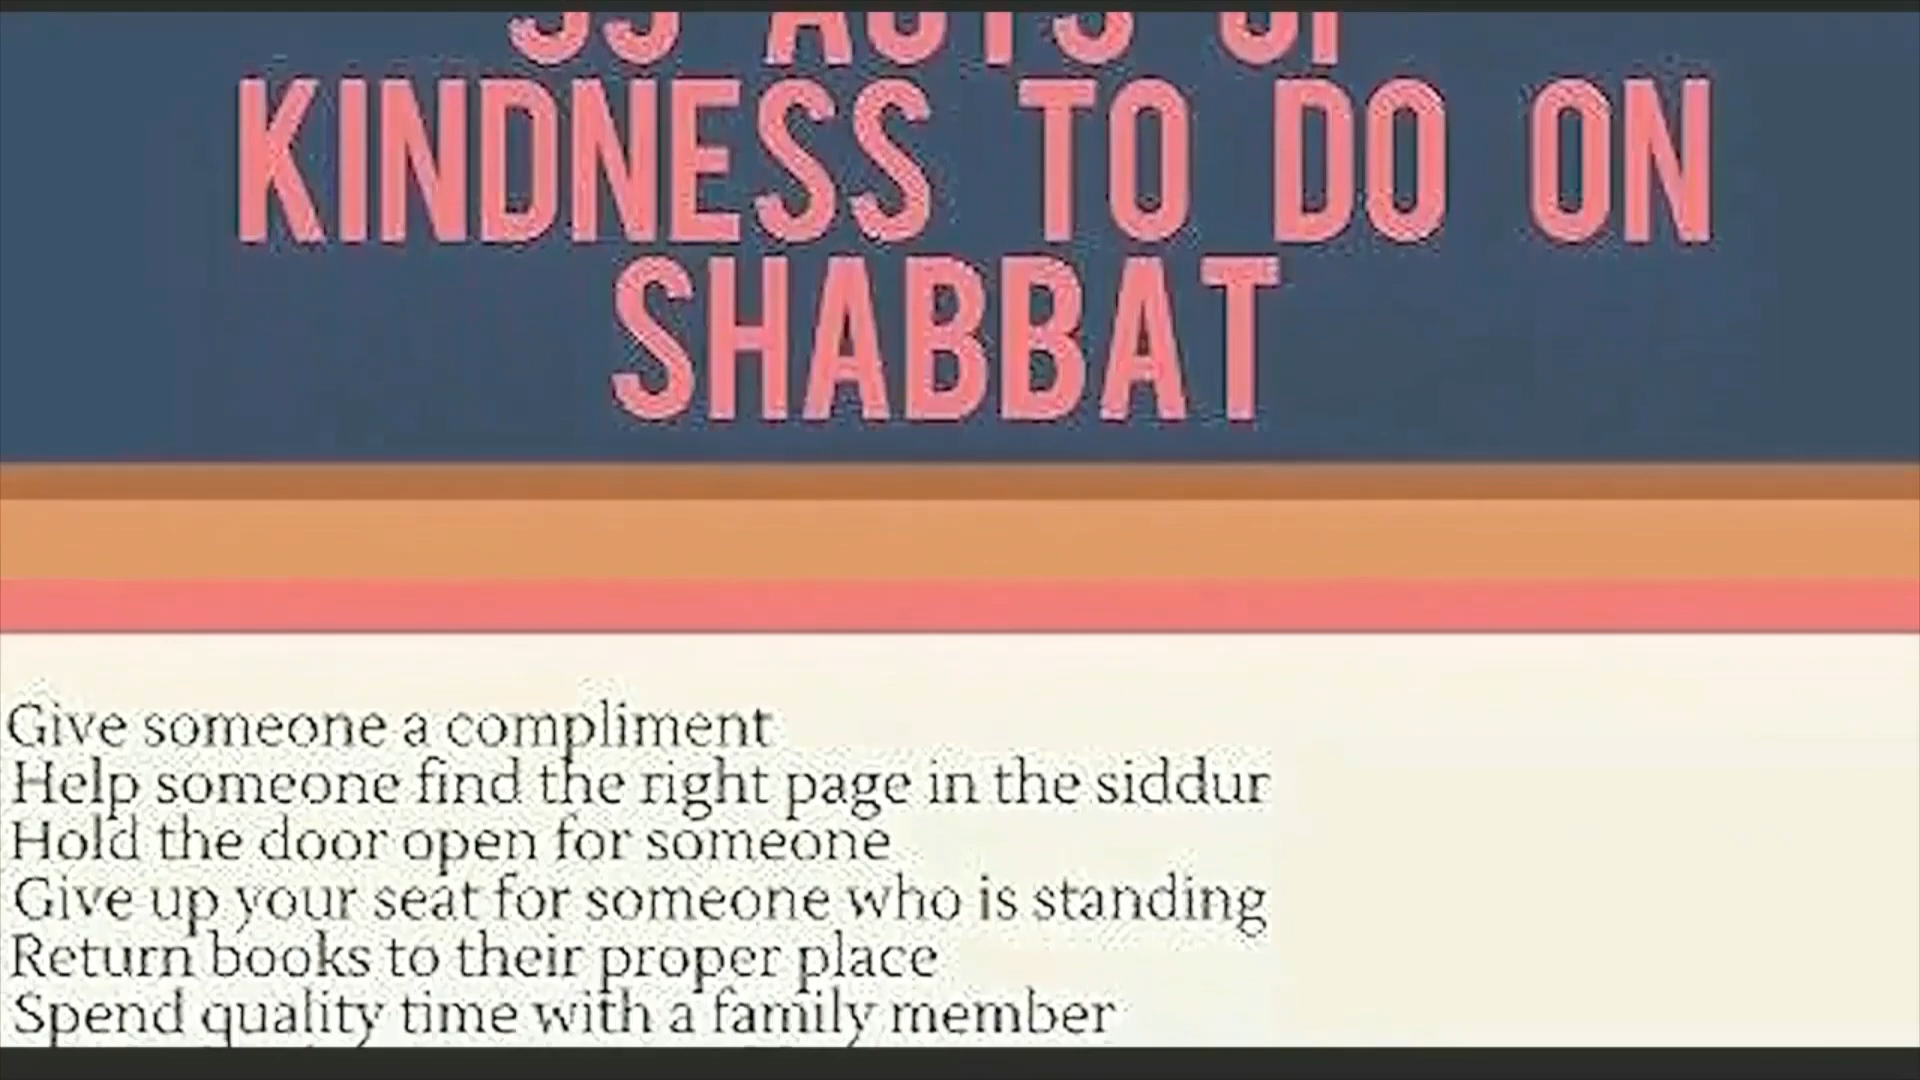 ACTS OF
KINDNESS TO DO ON
SHABBAT
Give someone a compliment
Help someone find the right page in the siddur
Hold the door open for someone
Give up your seat for someone who is standing
Return books to their proper place
Spend quality time with a family member